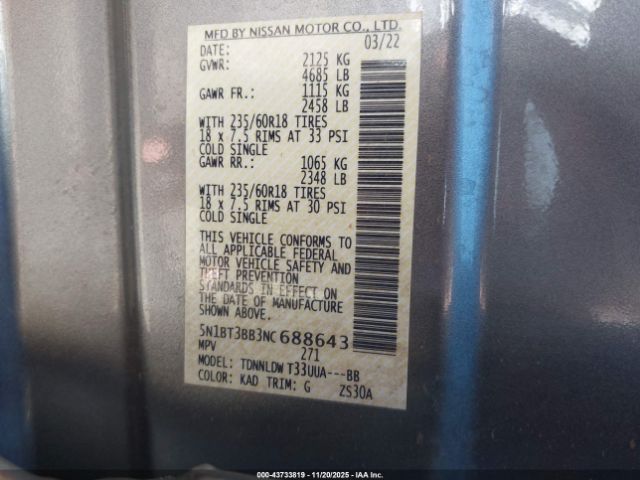 MFD BY NISSAN MOTOR CO., LTD.
DATE: 03/22
GVWR: 2125 KG
4685 LB
GAWR FR.: 1115 KG
2458 LB
WITH 235/60R18 TIRES
18 x 7.5 RIMS AT 33 PSI
COLD SINGLE
GAWR RR.: 1065 KG
2348 LB
WITH 235/60R18 TIRES
18 x 7.5 RIMS AT 30 PSI
COLD SINGLE
THIS VEHICLE CONFORMS TO
ALL APPLICABLE FEDERAL
MOTOR VEHICLE SAFETY AND
THEFT PREVENTION
STANDARDS IN EFFECT ON
THE DATE OF MANUFACTURE
SHOWN ABOVE.
5N1BT3BB3NC688643
MPV 271
MODEL: TDNNLDW T33UUA---BB
COLOR: KAD TRIM: G ZS30A
000-43733819 | 11/20/2025 | IAA Inc.